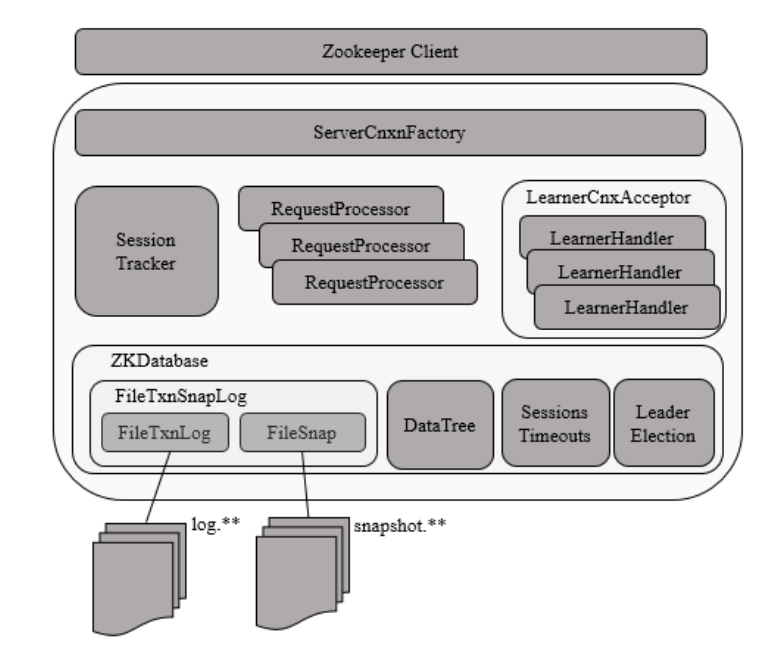 Zookeeper Client
ServerCnxnFactory
Session
Tracker
RequestProcessor
RequestProcessor
RequestProcessor
LearnerCnxAcceptor
LearnerHandler
LearnerHandler
LearnerHandler
ZKDatabase
FileTxnSnapLog
FileTxnLog
FileSnap
DataTree
Sessions
Timeouts
Leader
Election
log.**
snapshot.**